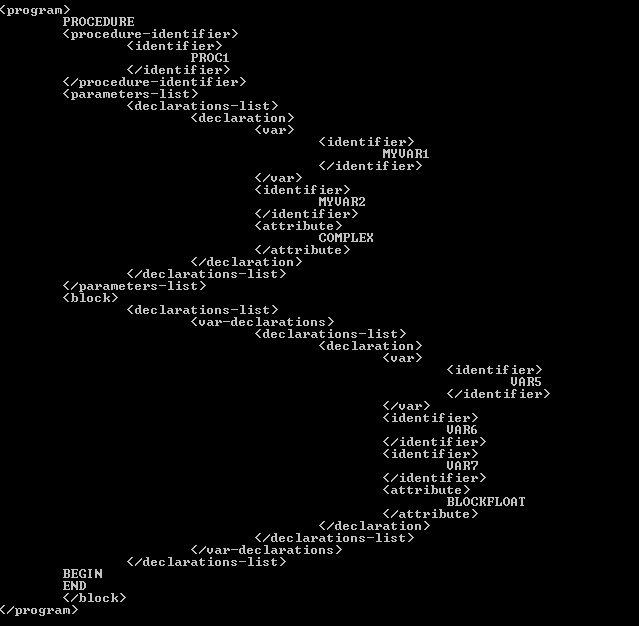 <program>
PROCEDURE
<procedure-identifier>
<identifier>
PROC1
</identifier>
</procedure-identifier>
<parameters-list>
<declarations-list>
<declaration>
<var>
<identifier>
MYVAR1
</identifier>
</var>
<identifier>
MYVAR2
</identifier>
<attribute>
COMPLEX
</attribute>
</declaration>
</declarations-list>
</parameters-list>
<block>
<declarations-list>
<var-declarations>
<declarations-list>
<declaration>
<var>
<identifier>
VAR5
</identifier>
</var>
<identifier>
VAR6
</identifier>
<identifier>
VAR7
</identifier>
<attribute>
BLOCKFLOAT
</attribute>
</declaration>
</declarations-list>
</var-declarations>
</declarations-list>
BEGIN
END
</block>
</program>